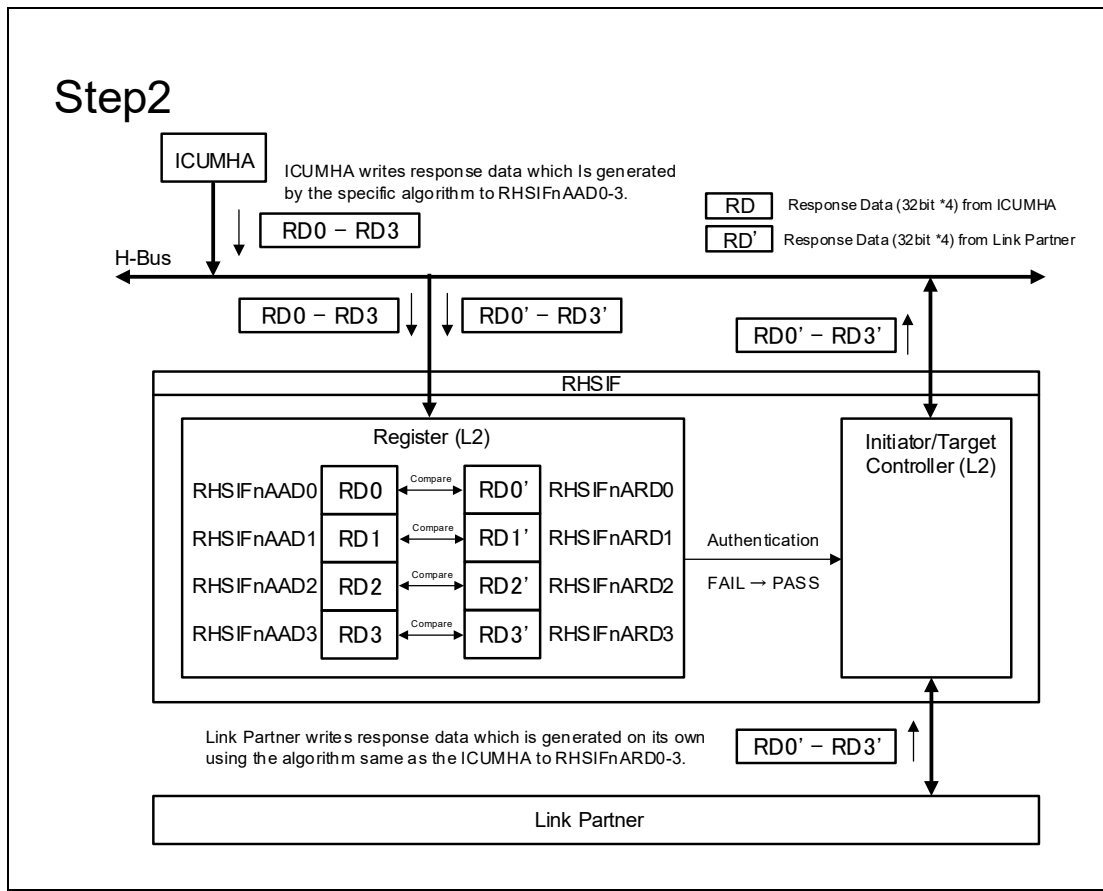 Step2
ICUMHA
ICUMHA writes response data which Is generated
by the specific algorithm to RHSIFnAAD0-3.
RD0 – RD3
RD Response Data (32bit *4) from ICUMHA
RD' Response Data (32bit *4) from Link Partner
H-Bus
RD0 – RD3
RD0' – RD3'
RD0' – RD3'
RHSIF
Register (L2)
Initiator/Target
Controller (L2)
RHSIFnAAD0 RD0 Compare RD0' RHSIFnARD0
RHSIFnAAD1 RD1 Compare RD1' RHSIFnARD1
RHSIFnAAD2 RD2 Compare RD2' RHSIFnARD2
RHSIFnAAD3 RD3 Compare RD3' RHSIFnARD3
Authentication
FAIL → PASS
Link Partner writes response data which is generated on its own
using the algorithm same as the ICUMHA to RHSIFnARD0-3.
RD0' – RD3'
Link Partner